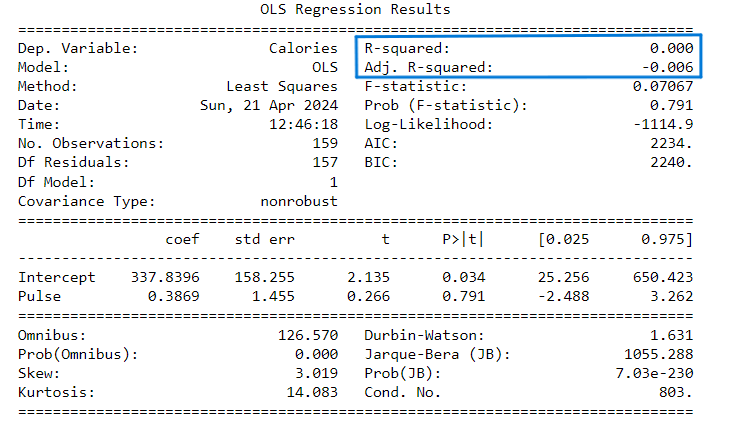 OLS Regression Results
==============================================================================
Dep. Variable:               Calories   R-squared:                       0.000
Model:                            OLS   Adj. R-squared:                 -0.006
Method:                 Least Squares   F-statistic:                   0.07067
Date:                Sun, 21 Apr 2024   Prob (F-statistic):              0.791
Time:                        12:46:18   Log-Likelihood:                -1114.9
No. Observations:                 159   AIC:                             2234.
Df Residuals:                     157   BIC:                             2240.
Df Model:                           1
Covariance Type:            nonrobust
==============================================================================
coef    std err          t      P>|t|      [0.025      0.975]
------------------------------------------------------------------------------
Intercept    337.8396    158.255      2.135      0.034      25.256     650.423
Pulse          0.3869      1.455      0.266      0.791      -2.488       3.262
==============================================================================
Omnibus:                      126.570   Durbin-Watson:                   1.631
Prob(Omnibus):                  0.000   Jarque-Bera (JB):             1055.288
Skew:                           3.019   Prob(JB):                    7.03e-230
Kurtosis:                      14.083   Cond. No.                         803.
==============================================================================